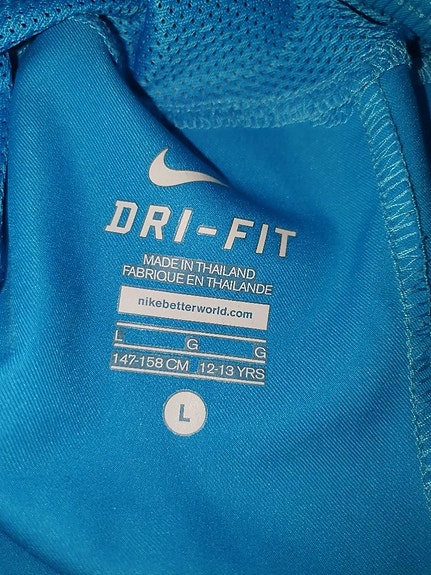 DRI-FIT
MADE IN THAILAND
FABRIQUE EN THAILANDE
nikebetterworld.com
L G G
147-158 CM 12-13 YRS
L